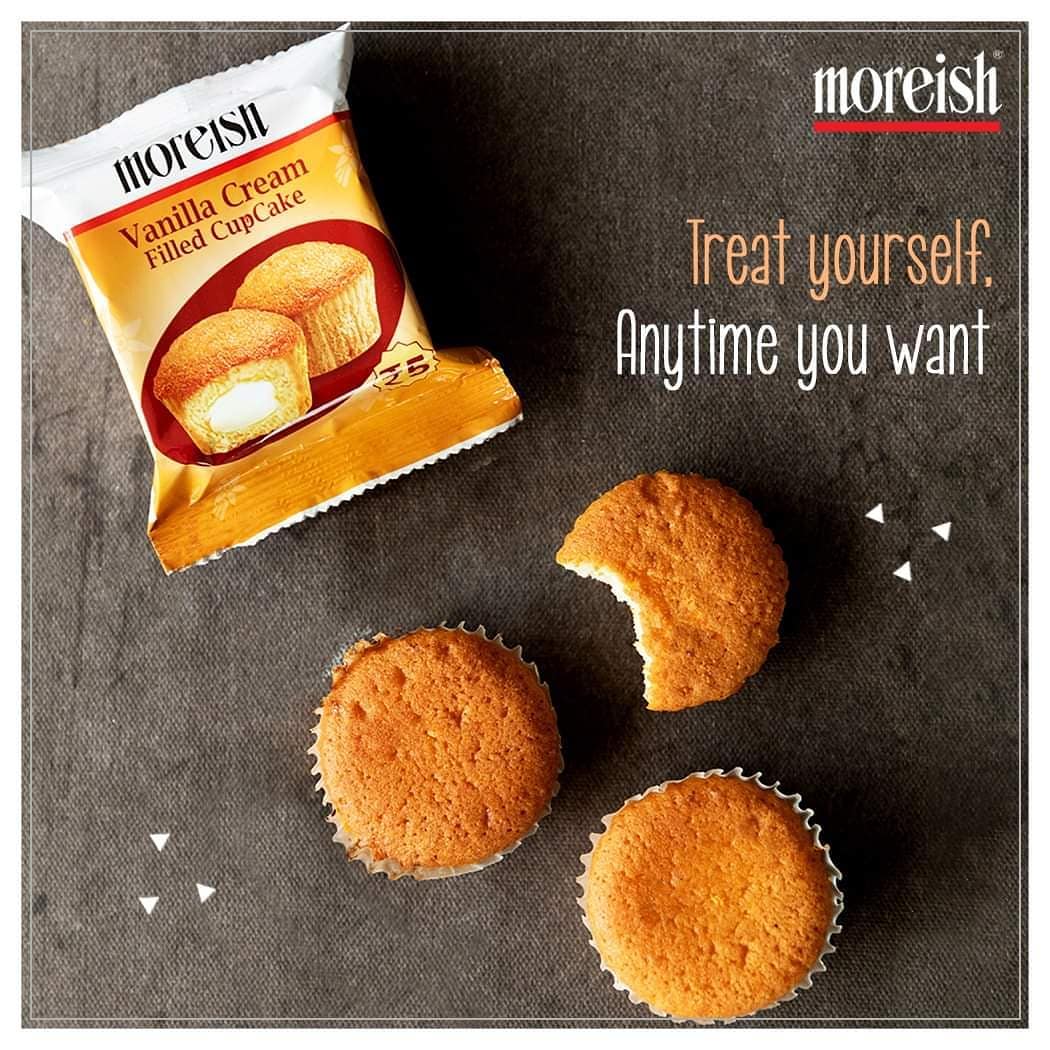 moreish®
moreish
Vanilla Cream
Filled CupCake
₹5
Treat yourself,
Anytime you want